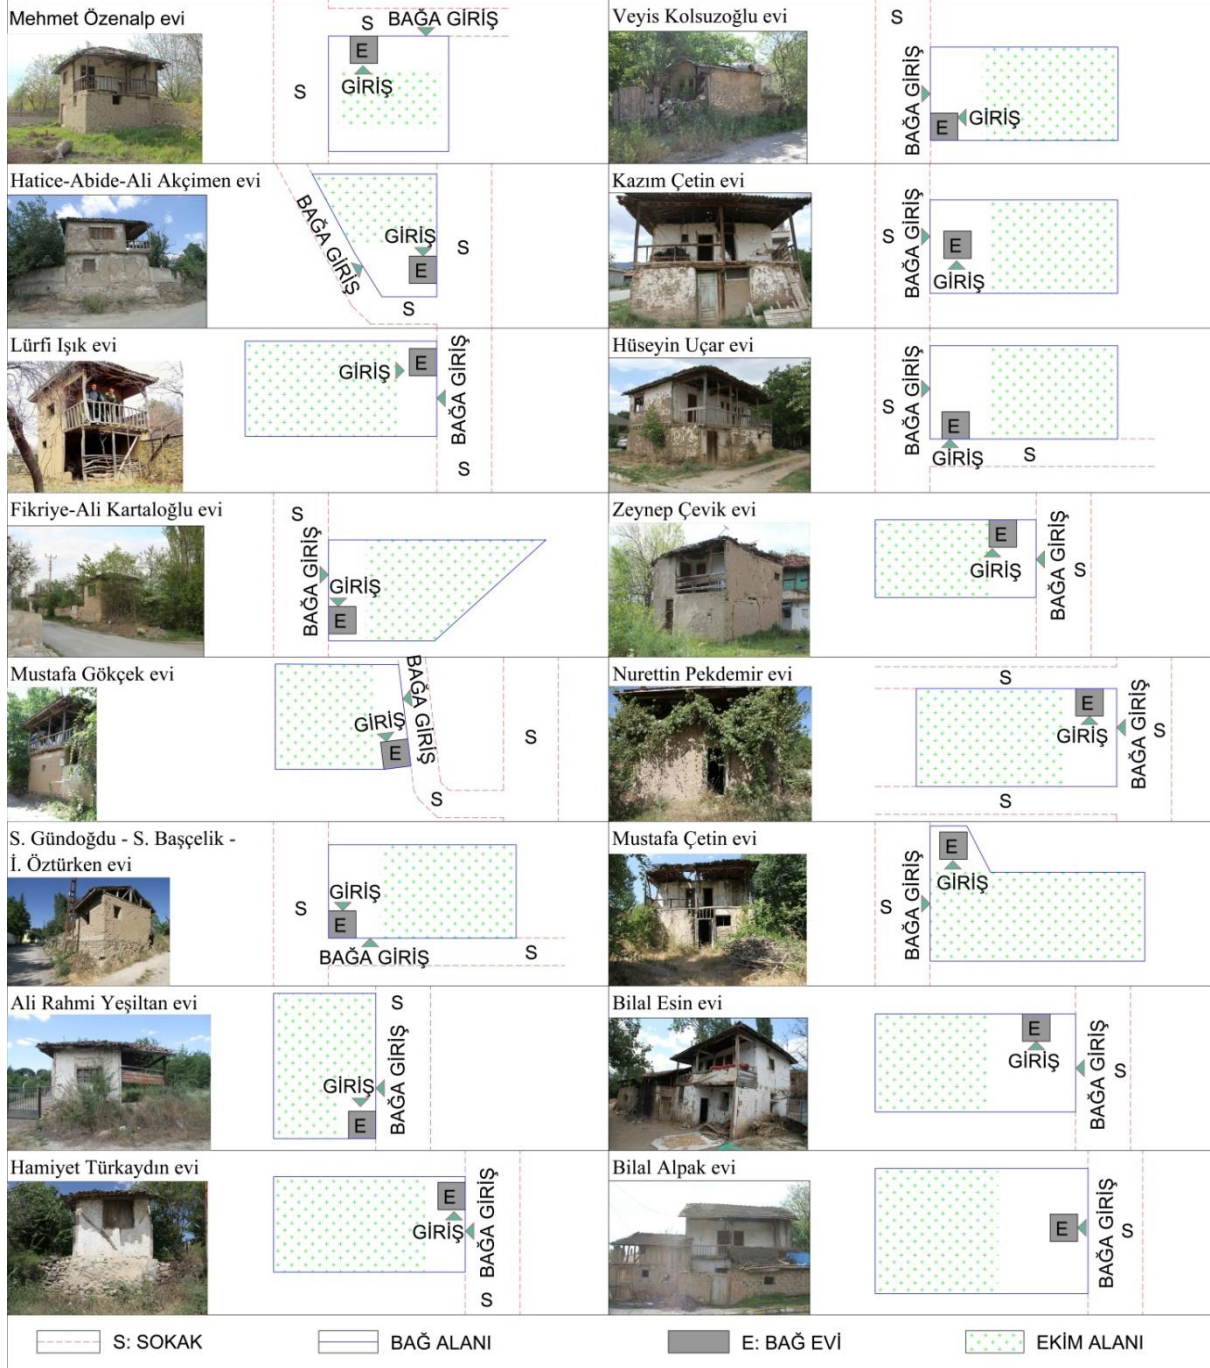 Mehmet Özenalp evi
S
BAĞA GİRİŞ
E
S
GİRİŞ
Veyis Kolsuzoğlu evi
S
BAĞA GİRİŞ
GİRİŞ
E
Hatice-Abide-Ali Akçimen evi
BAĞA GİRİŞ
GİRİŞ
S
E
S
Kazım Çetin evi
BAĞA GİRİŞ
S
E
GİRİŞ
Lürfi Işık evi
E
GİRİŞ
BAĞA GİRİŞ
S
Hüseyin Uçar evi
BAĞA GİRİŞ
S
E
GİRİŞ
S
Fikriye-Ali Kartaloğlu evi
S
BAĞA GİRİŞ
GİRİŞ
E
Zeynep Çevik evi
E
GİRİŞ
BAĞA GİRİŞ
S
Mustafa Gökçek evi
BAĞA GİRİŞ
GİRİŞ
E
S
S
Nurettin Pekdemir evi
S
E
GİRİŞ
BAĞA GİRİŞ
S
S
S. Gündoğdu - S. Başçelik -
İ. Öztürken evi
GİRİŞ
S
E
BAĞA GİRİŞ
S
Mustafa Çetin evi
E
BAĞA GİRİŞ
GİRİŞ
S
Ali Rahmi Yeşiltan evi
S
BAĞA GİRİŞ
GİRİŞ
E
Bilal Esin evi
E
GİRİŞ
BAĞA GİRİŞ
S
Hamiyet Türkaydın evi
E
GİRİŞ
BAĞA GİRİŞ
S
Bilal Alpak evi
E
BAĞA GİRİŞ
S
S: SOKAK
BAĞ ALANI
E: BAĞ EVİ
EKİM ALANI